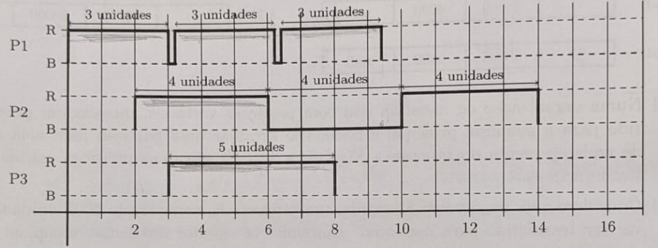 3 unidades 3 unidades 3 unidades
R
P1
B
4 unidades 4 unidades 4 unidades
R
P2
B
5 unidades
R
P3
B
2 4 6 8 10 12 14 16